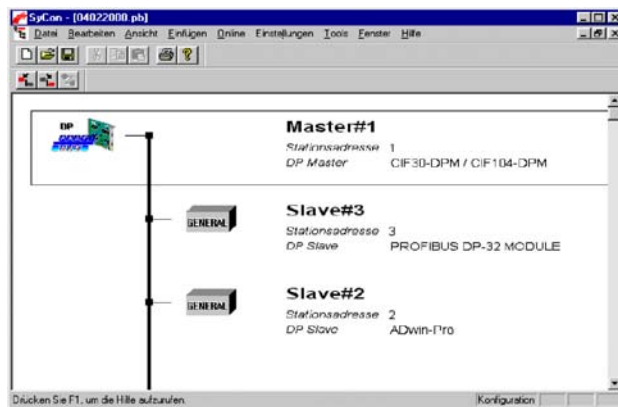 SyCon - [04022000.pb]
Datei Bearbeiten Ansicht Einfügen Online Einstellungen Tools Fenster Hilfe
DP
Master#1
Stationsadresse 1
DP Master CIF30-DPM / CIF104-DPM
GENERAL
Slave#3
Stationsadresse 3
DP Slave PROFIBUS DP-32 MODULE
GENERAL
Slave#2
Stationsadresse 2
DP Slave ADwin-Pro
Drücken Sie F1, um die Hilfe aufzurufen.
Konfiguration